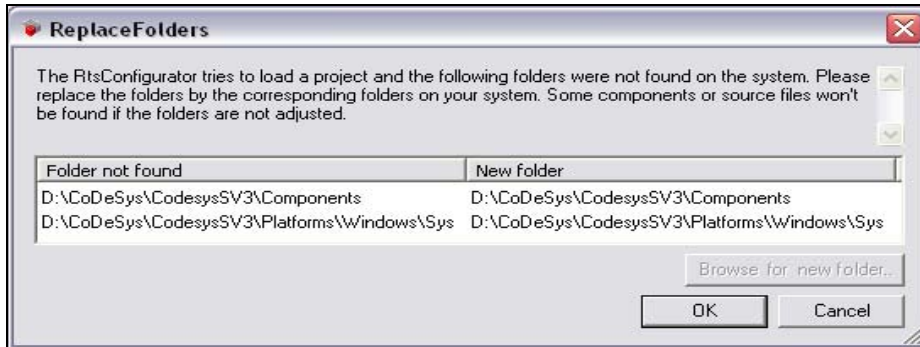 ReplaceFolders
The RtsConfigurator tries to load a project and the following folders were not found on the system. Please
replace the folders by the corresponding folders on your system. Some components or source files won't
be found if the folders are not adjusted.
Folder not found New folder
D:\CoDeSys\CodesysSV3\Components D:\CoDeSys\CodesysSV3\Components
D:\CoDeSys\CodesysSV3\Platforms\Windows\Sys D:\CoDeSys\CodesysSV3\Platforms\Windows\Sys
Browse for new folder..
OK Cancel